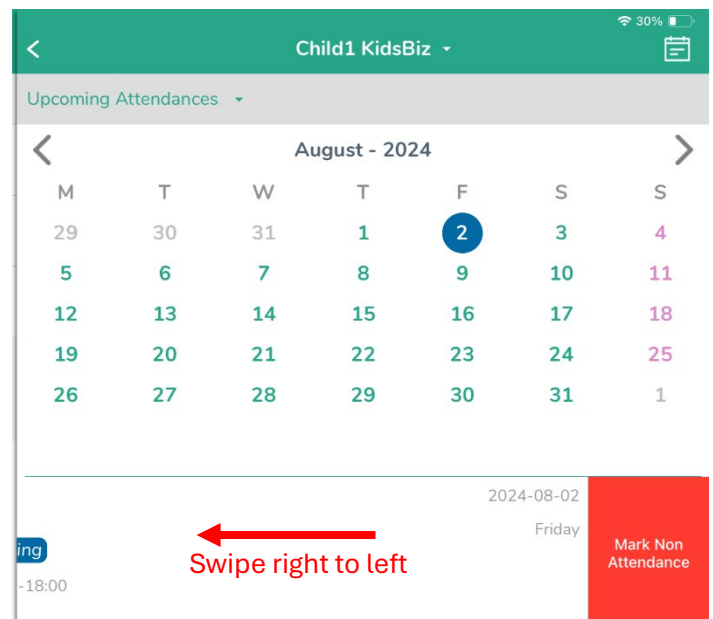 30%
Child1 KidsBiz
Upcoming Attendances
August - 2024
M T W T F S S
29 30 31 1 2 3 4
5 6 7 8 9 10 11
12 13 14 15 16 17 18
19 20 21 22 23 24 25
26 27 28 29 30 31 1
2024-08-02
Friday
ing
-18:00
Swipe right to left
Mark Non
Attendance